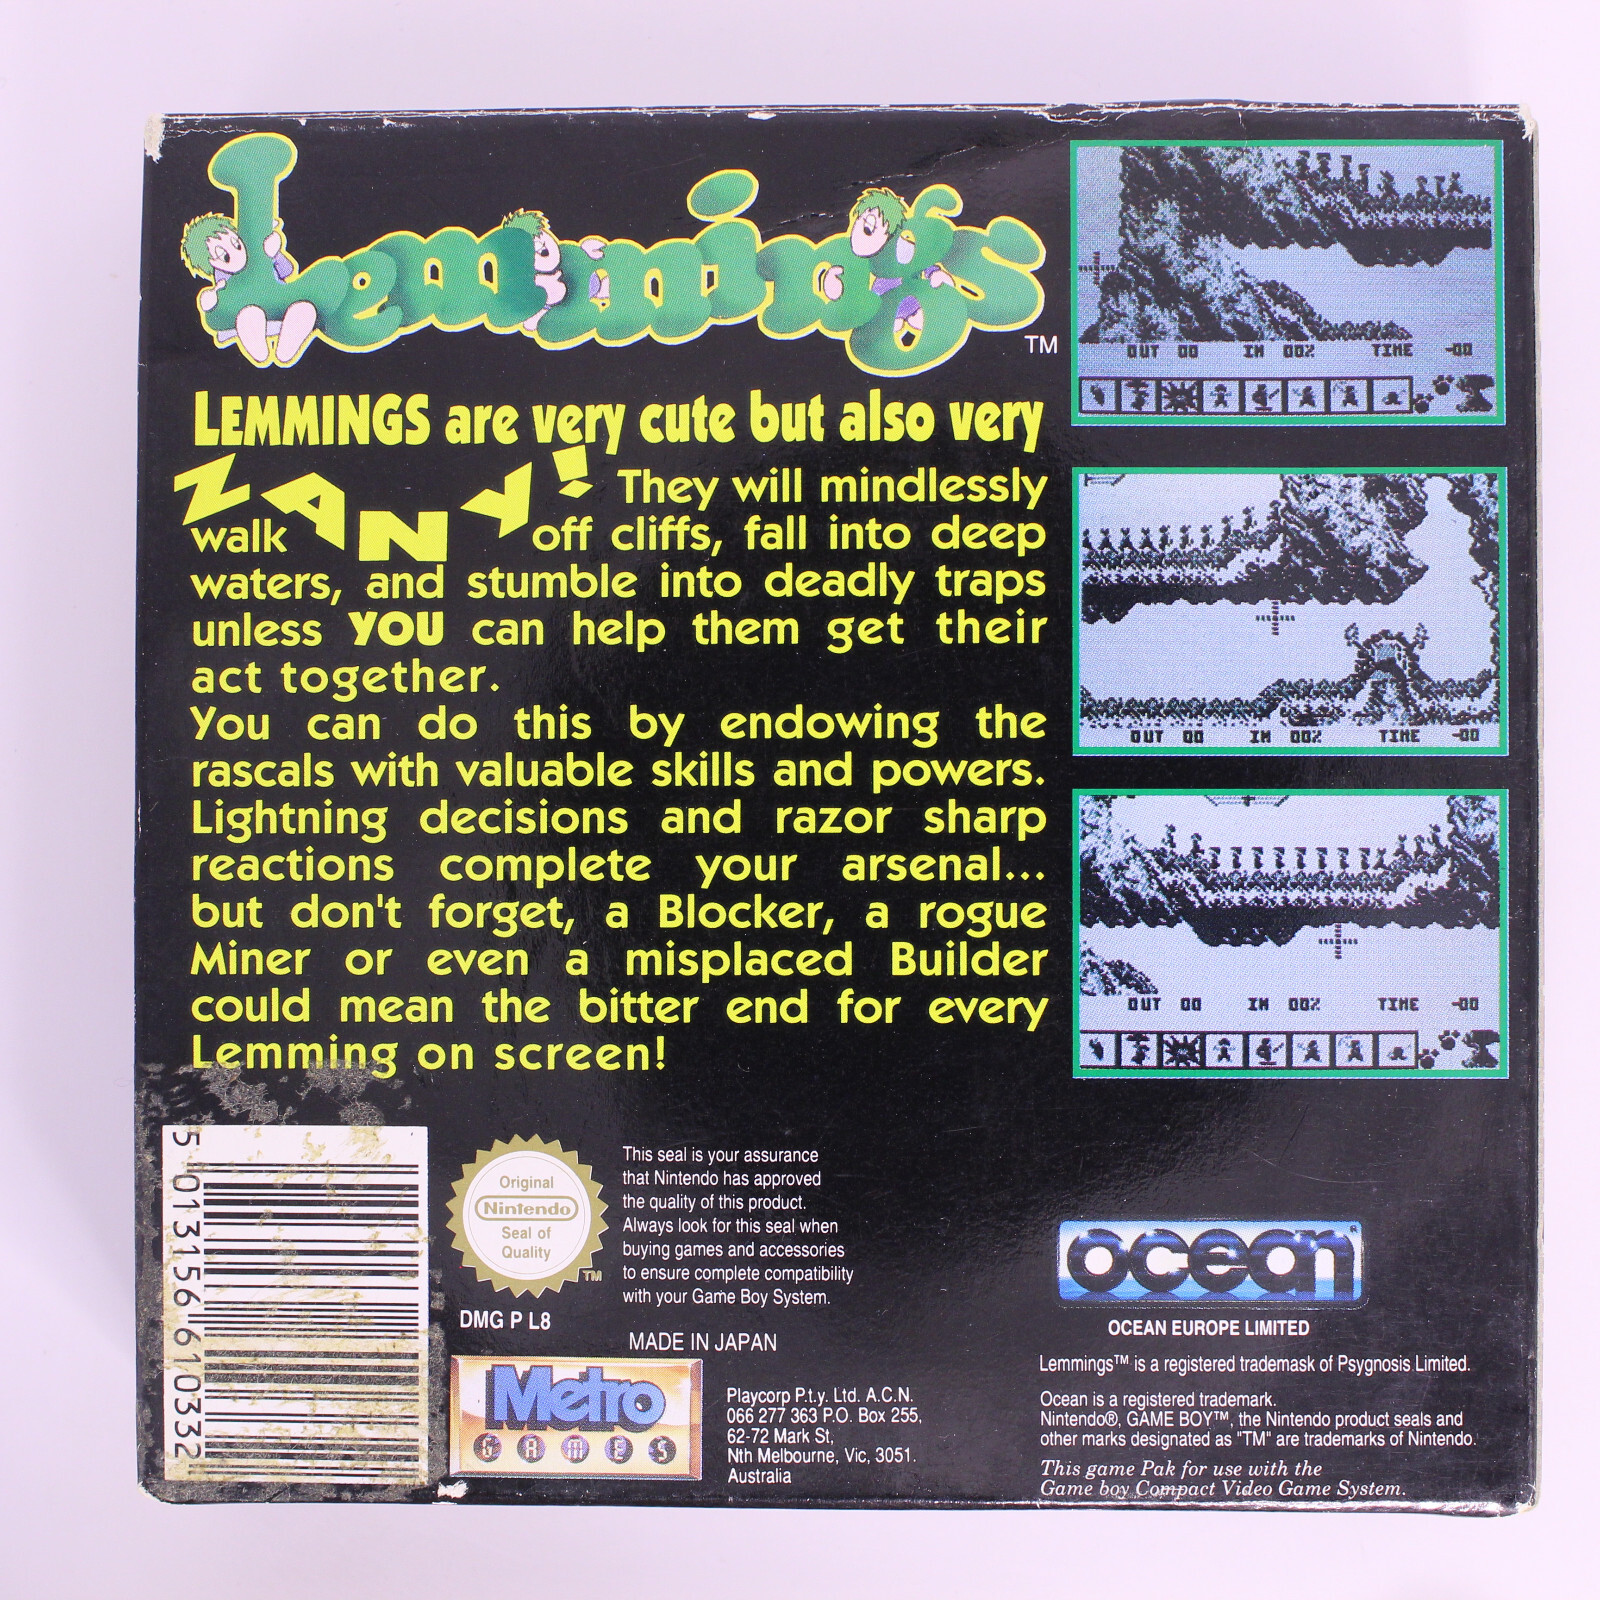 Lemmings
TM
LEMMINGS are very cute but also very
ZANY! They will mindlessly
walk off cliffs, fall into deep
waters, and stumble into deadly traps
unless YOU can help them get their
act together.
You can do this by endowing the
rascals with valuable skills and powers.
Lightning decisions and razor sharp
reactions complete your arsenal...
but don't forget, a Blocker, a rogue
Miner or even a misplaced Builder
could mean the bitter end for every
Lemming on screen!
OUT 00 IN 00% TIME -00
OUT 00 IN 00% TIME -00
OUT 00 IN 00% TIME -00
5 013156 610332
Original
Nintendo
Seal of
Quality
TM
This seal is your assurance
that Nintendo has approved
the quality of this product.
Always look for this seal when
buying games and accessories
to ensure complete compatibility
with your Game Boy System.
DMG P L8
MADE IN JAPAN
Metro
GAMES
Playcorp P.t.y. Ltd. A.C.N.
066 277 363 P.O. Box 255,
62-72 Mark St,
Nth Melbourne, Vic, 3051.
Australia
ocean®
OCEAN EUROPE LIMITED
Lemmings™ is a registered trademask of Psygnosis Limited.
Ocean is a registered trademark.
Nintendo®, GAME BOY™, the Nintendo product seals and
other marks designated as "TM" are trademarks of Nintendo.
This game Pak for use with the
Game boy Compact Video Game System.